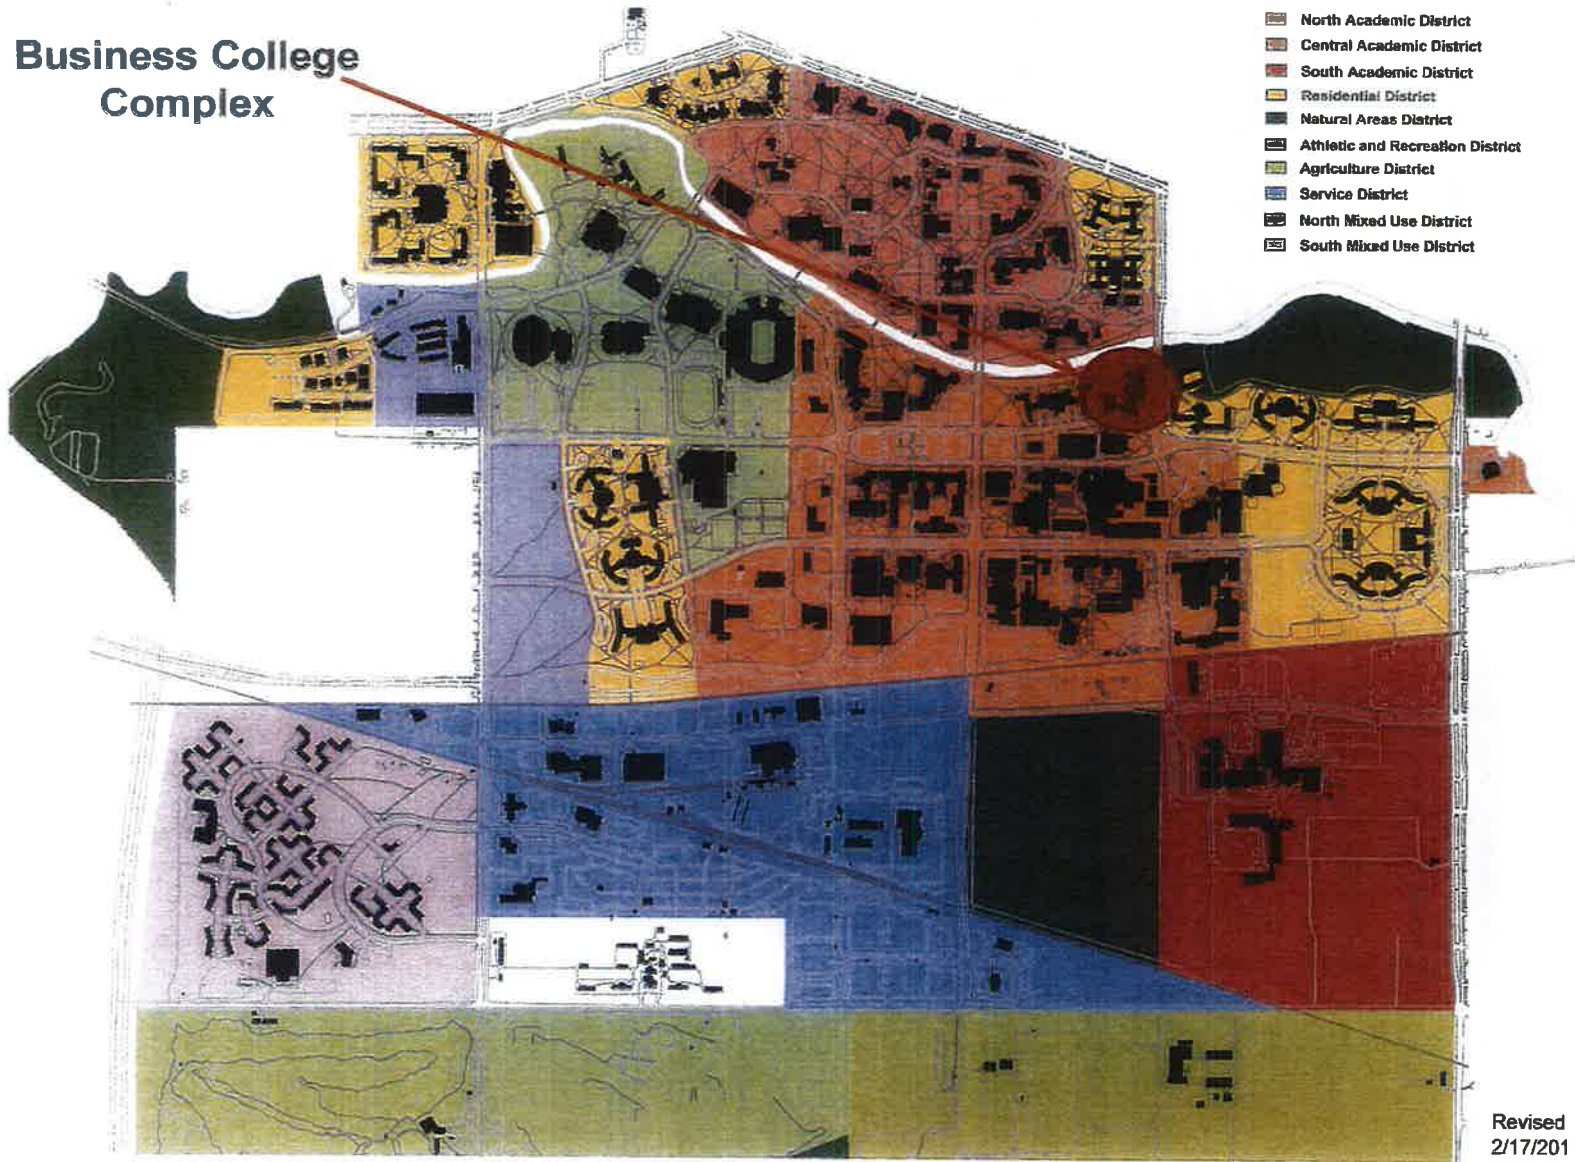 Business College
Complex
North Academic District
Central Academic District
South Academic District
Residential District
Natural Areas District
Athletic and Recreation District
Agriculture District
Service District
North Mixed Use District
South Mixed Use District
Revised
2/17/201